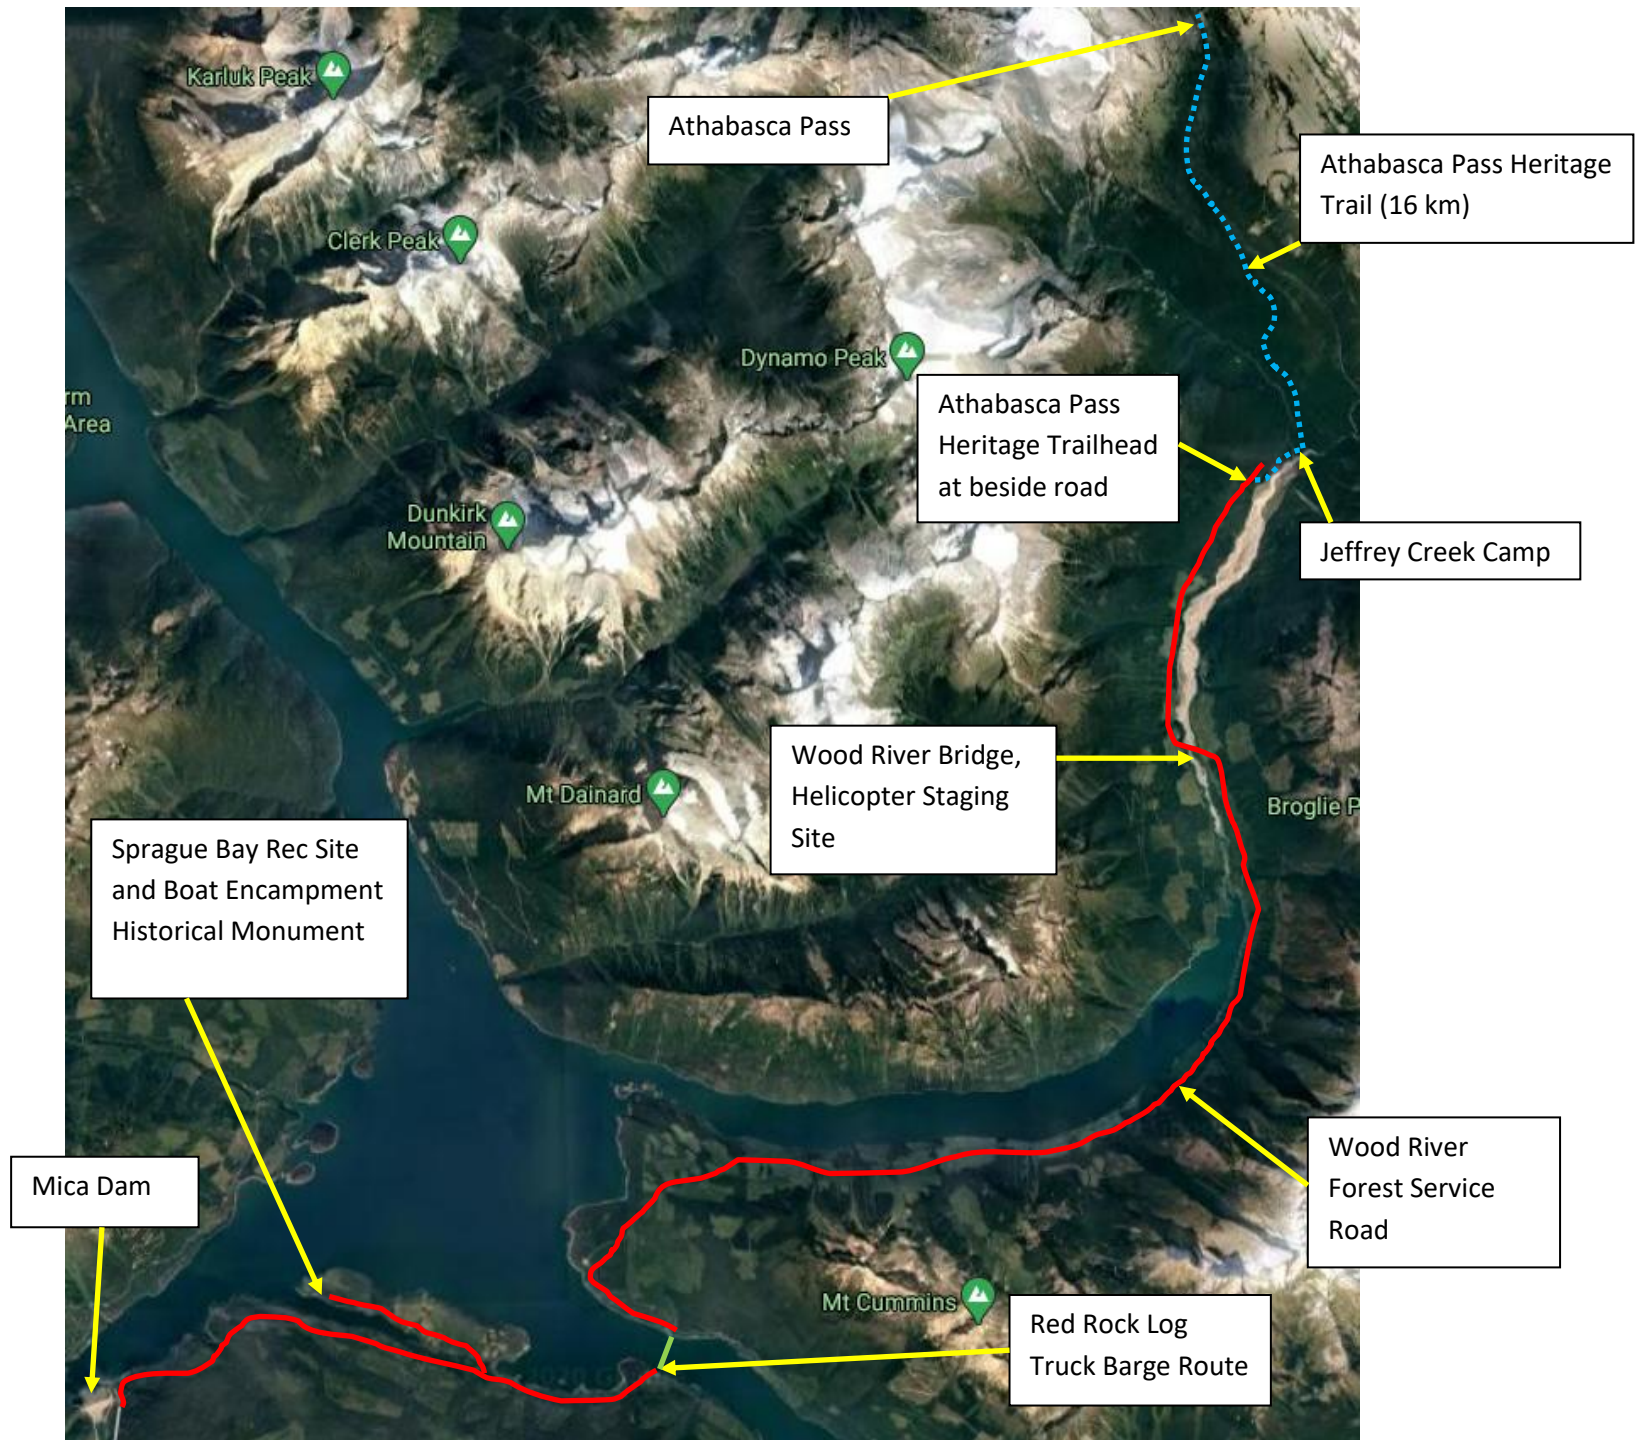 Karluk Peak
Athabasca Pass
Athabasca Pass Heritage
Trail (16 km)
Clerk Peak
Dynamo Peak
rm
Area
Athabasca Pass
Heritage Trailhead
at beside road
Dunkirk
Mountain
Jeffrey Creek Camp
Wood River Bridge,
Helicopter Staging
Site
Mt Dainard
Broglie P
Sprague Bay Rec Site
and Boat Encampment
Historical Monument
Wood River
Forest Service
Road
Mica Dam
Mt Cummins
Red Rock Log
Truck Barge Route